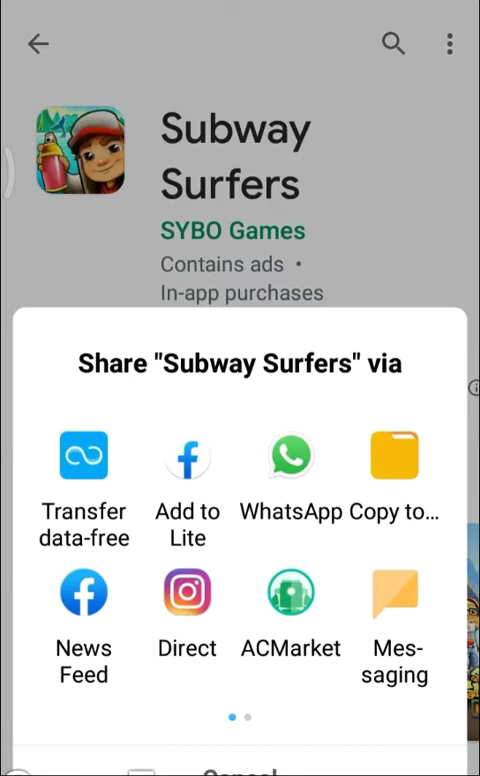 Subway
Surfers
SYBO Games
Contains ads •
In-app purchases
Share "Subway Surfers" via
Transfer
data-free
Add to
Lite
WhatsApp
Copy to...
News
Feed
Direct
ACMarket
Mes-
saging
Cancel